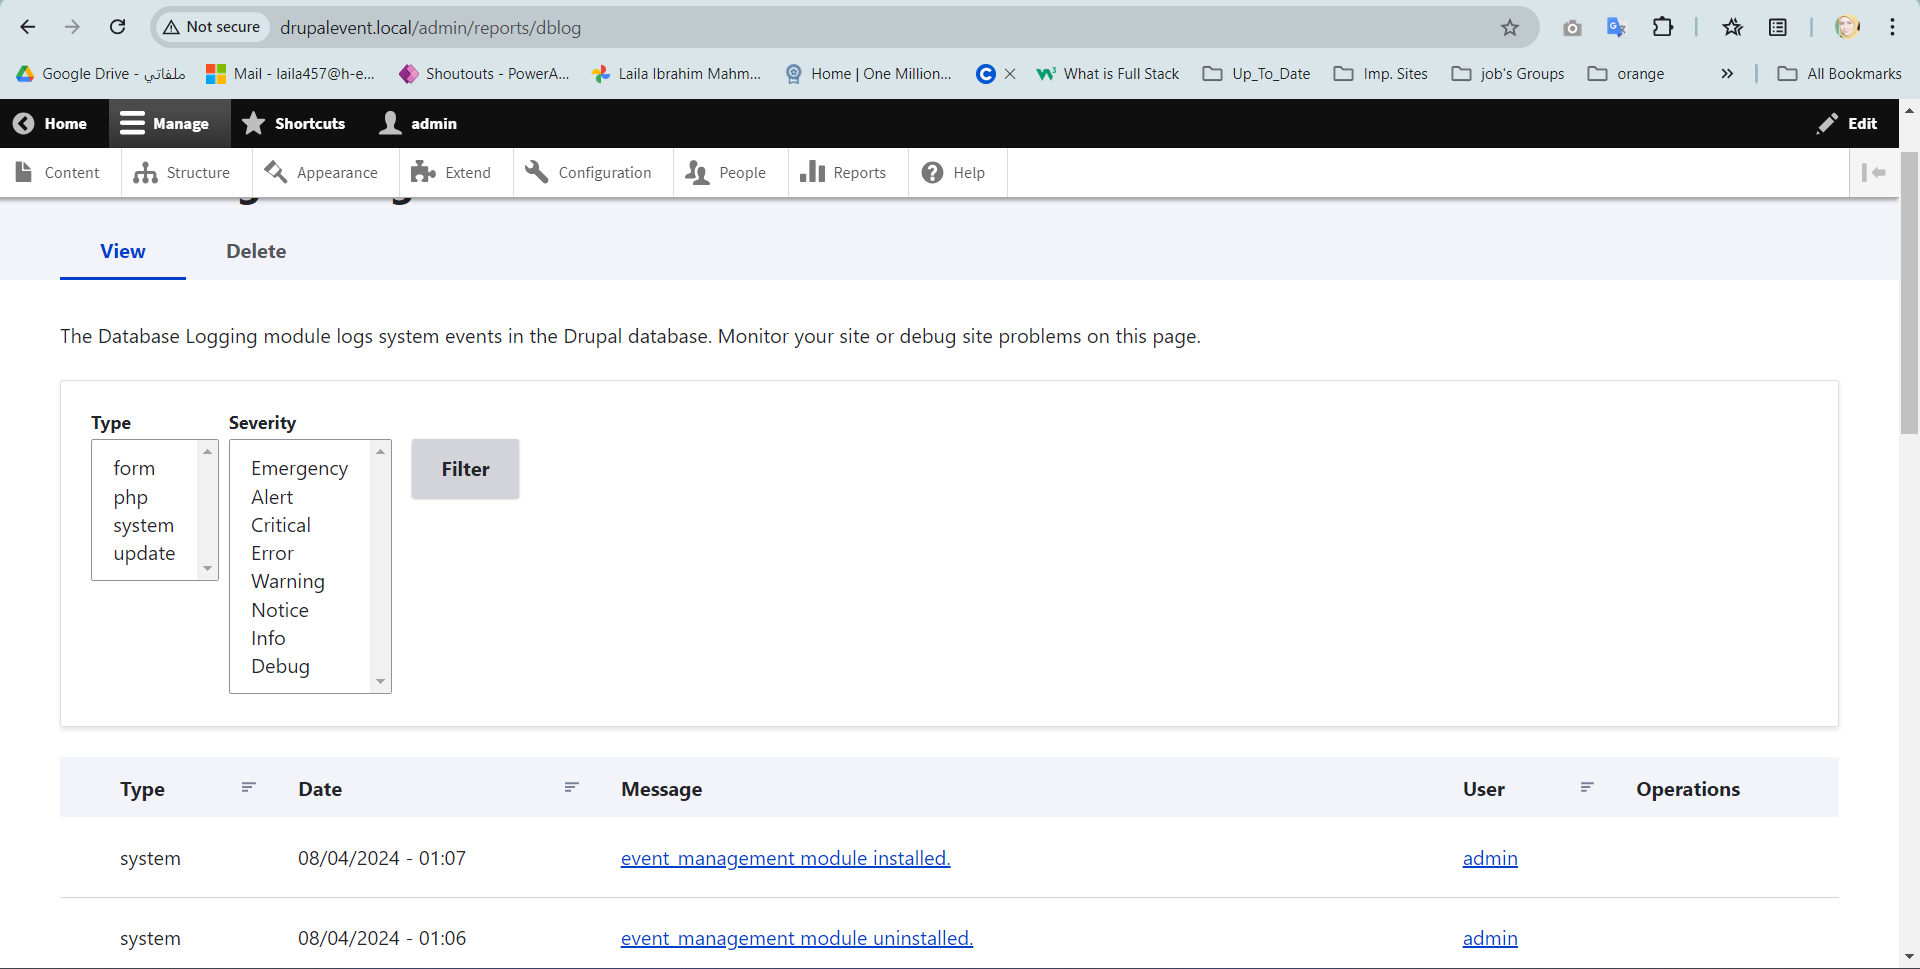 Not secure drupalevent.local/admin/reports/dblog
Google Drive - ملفاتي Mail - laila457@h-e... Shoutouts - PowerA... Laila Ibrahim Mahm... Home | One Million... What is Full Stack Up_To_Date Imp. Sites job's Groups orange » All Bookmarks
Home Manage Shortcuts admin Edit
Content Structure Appearance Extend Configuration People Reports Help
View Delete
The Database Logging module logs system events in the Drupal database. Monitor your site or debug site problems on this page.
Type Severity
form
php
system
update
Emergency
Alert
Critical
Error
Warning
Notice
Info
Debug
Filter
Type Date Message User Operations
system 08/04/2024 - 01:07 event_management module installed. admin
system 08/04/2024 - 01:06 event_management module uninstalled. admin